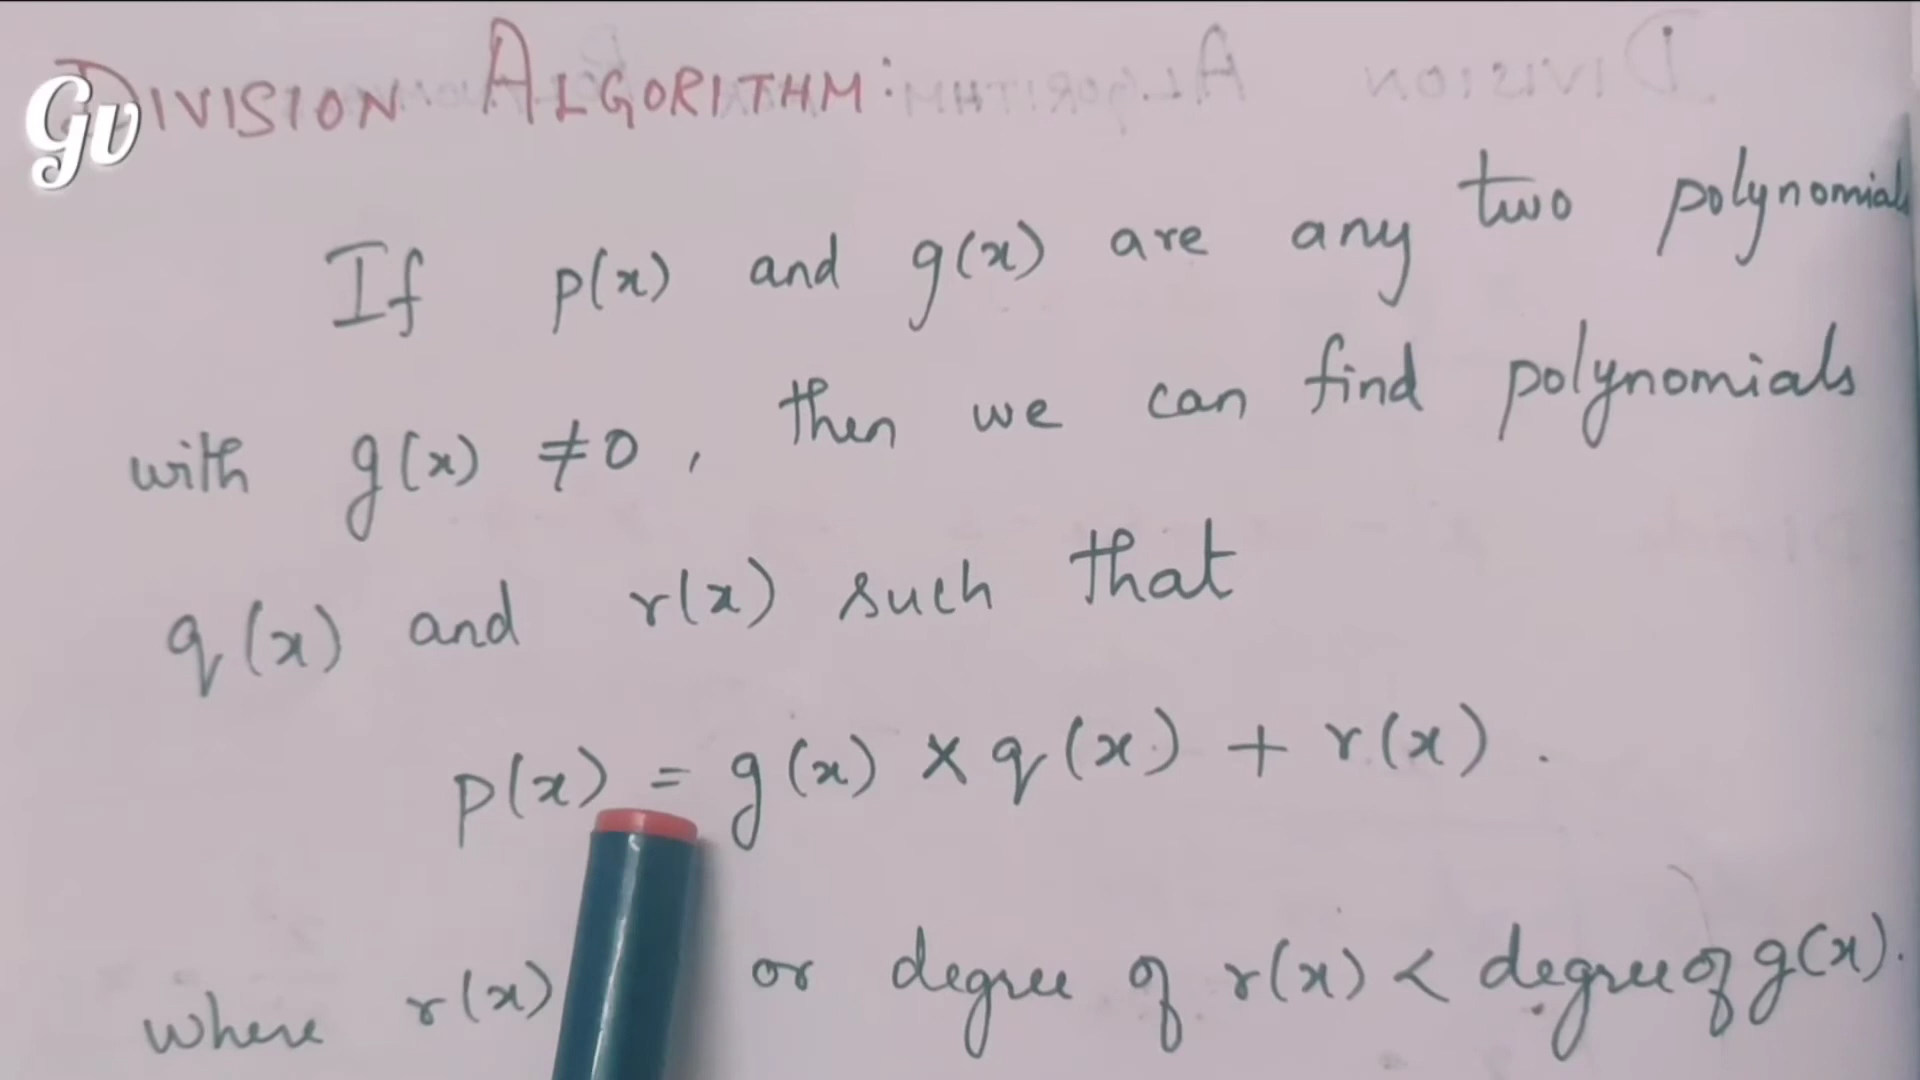 Gv
DIVISION ALGORITHM:
If p(x) and g(x) are any two polynomials
with g(x) ≠0, then we can find polynomials
q(x) and r(x) such that
p(x) = g(x) × q(x) + r(x).
where r(x) or degree of r(x) < degree of g(x).